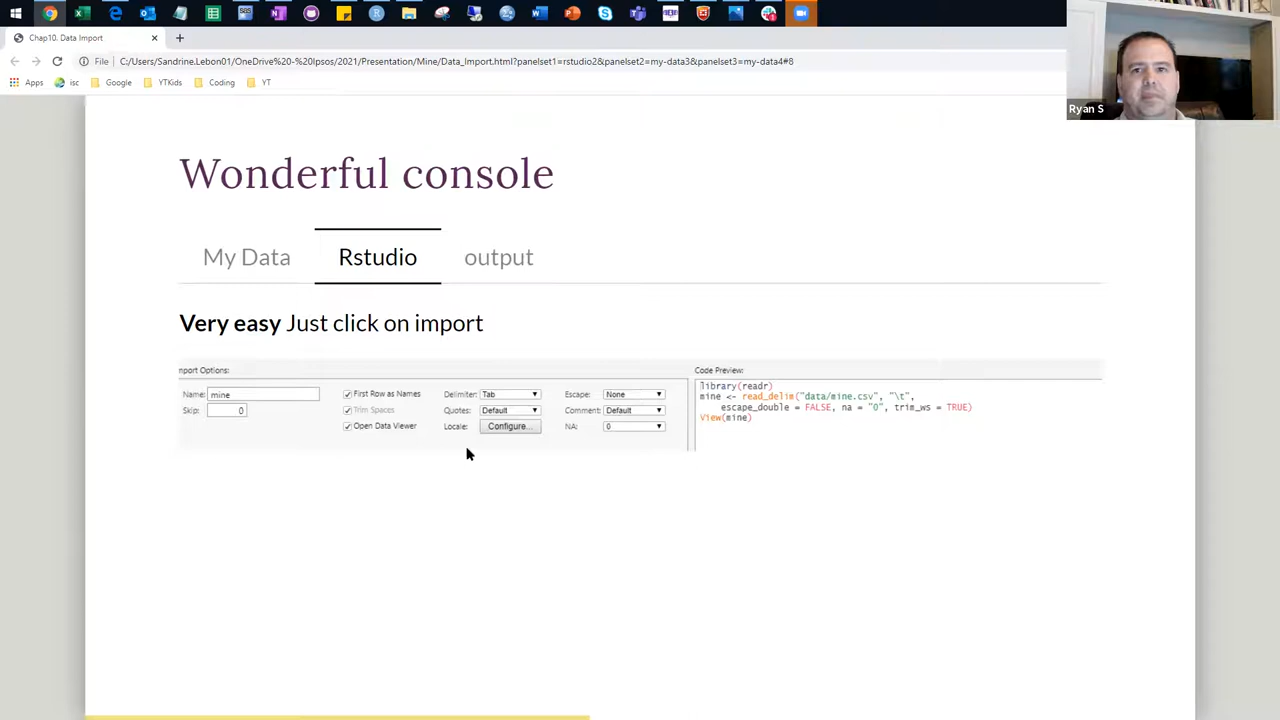 Chap10. Data Import
File C:/Users/Sandrine.Lebon01/OneDrive%20-%20Ipsos/2021/Presentation/Mine/Data_Import.html?panelset1=rstudio2&panelset2=my-data3&panelset3=my-data4#8
Apps isc Google YTKids Coding YT
Ryan S
Wonderful console
My Data Rstudio output
Very easy Just click on import
mport Options:
Name: mine
Skip: 0
First Row as Names
Trim Spaces
Open Data Viewer
Delimiter: Tab
Quotes: Default
Locale: Configure...
Escape: None
Comment: Default
NA: 0
Code Preview:
library(readr)
mine <- read_delim("data/mine.csv", "\t",
escape_double = FALSE, na = "0", trim_ws = TRUE)
View(mine)